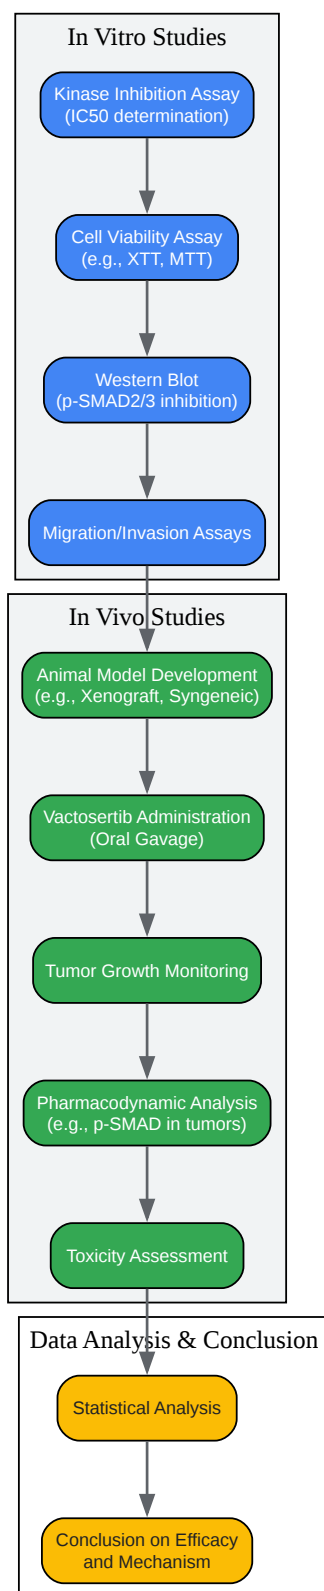 In Vitro Studies
Kinase Inhibition Assay
(IC50 determination)
Cell Viability Assay
(e.g., XTT, MTT)
Western Blot
(p-SMAD2/3 inhibition)
Migration/Invasion Assays
In Vivo Studies
Animal Model Development
(e.g., Xenograft, Syngeneic)
Vactosertib Administration
(Oral Gavage)
Tumor Growth Monitoring
Pharmacodynamic Analysis
(e.g., p-SMAD in tumors)
Toxicity Assessment
Data Analysis & Conclusion
Statistical Analysis
Conclusion on Efficacy
and Mechanism